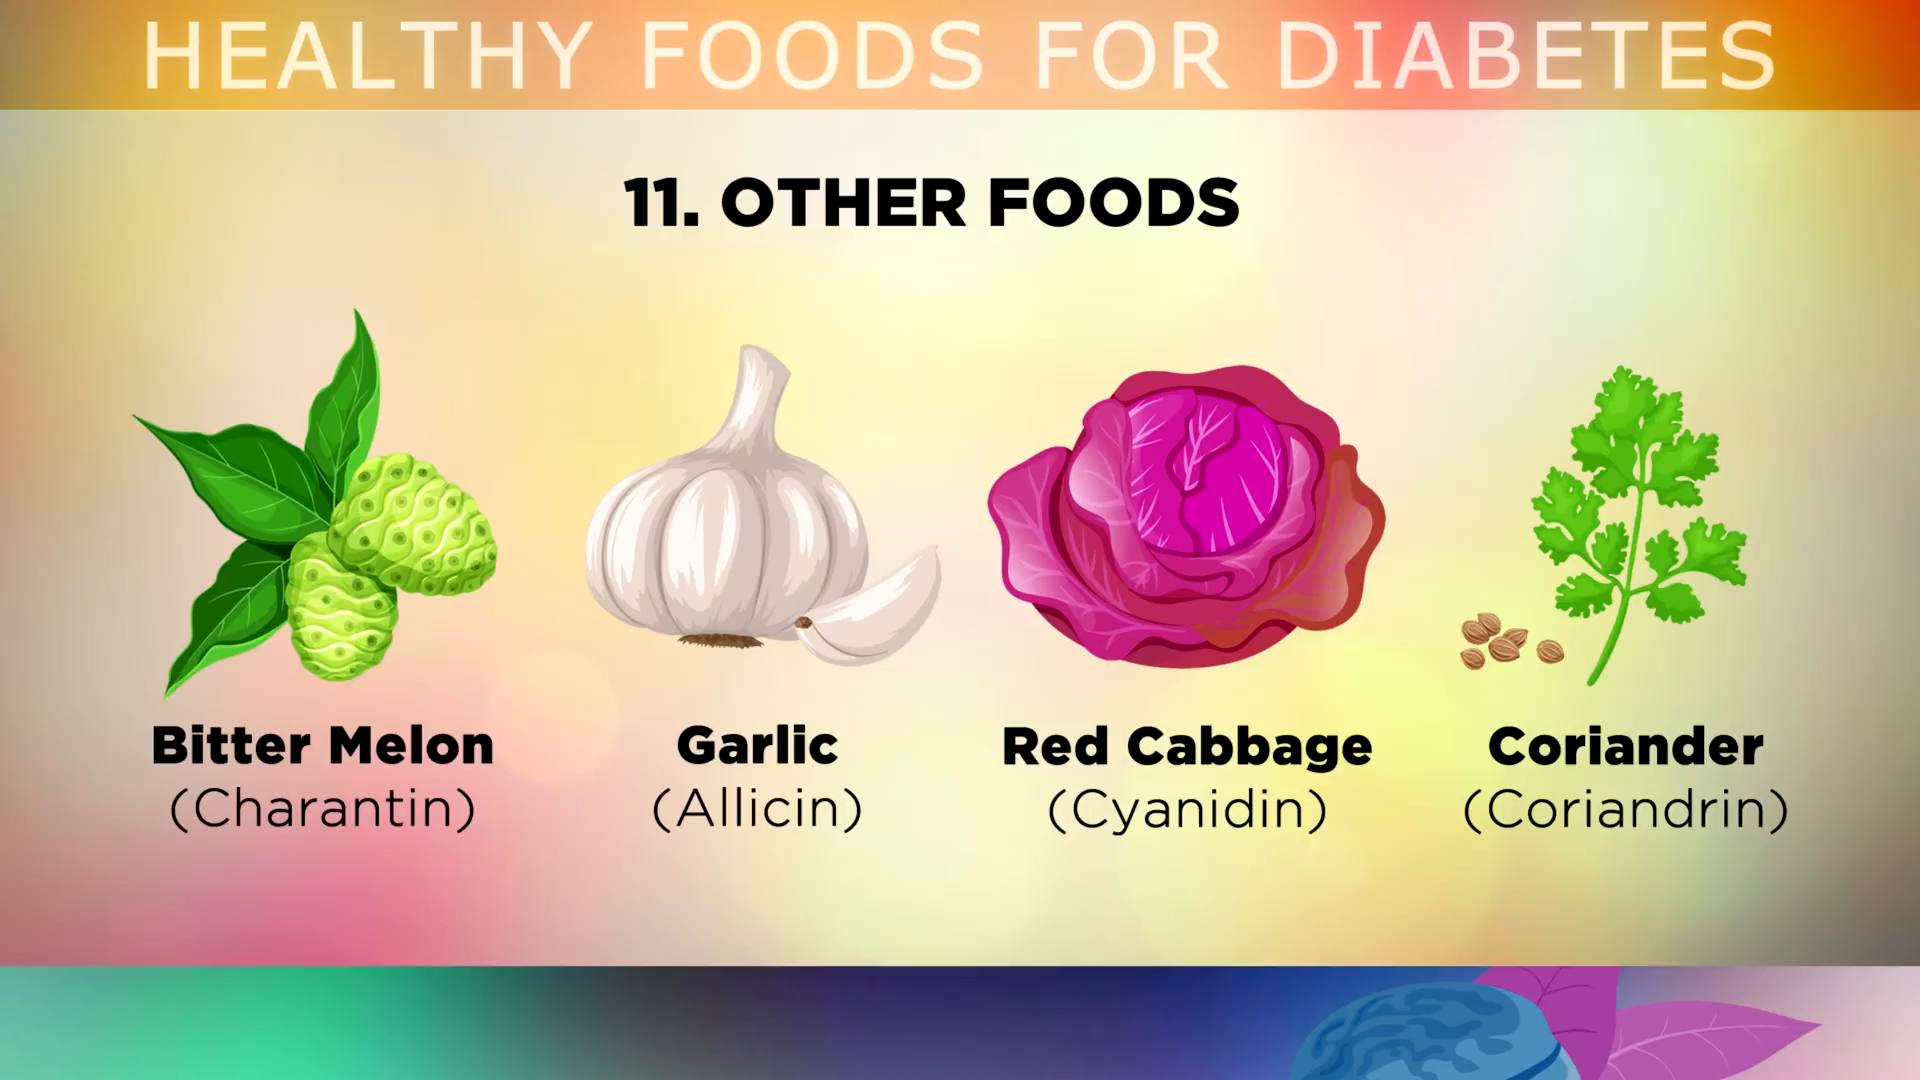 HEALTHY FOODS FOR DIABETES
11. OTHER FOODS
Bitter Melon
(Charantin)
Garlic
(Allicin)
Red Cabbage
(Cyanidin)
Coriander
(Coriandrin)